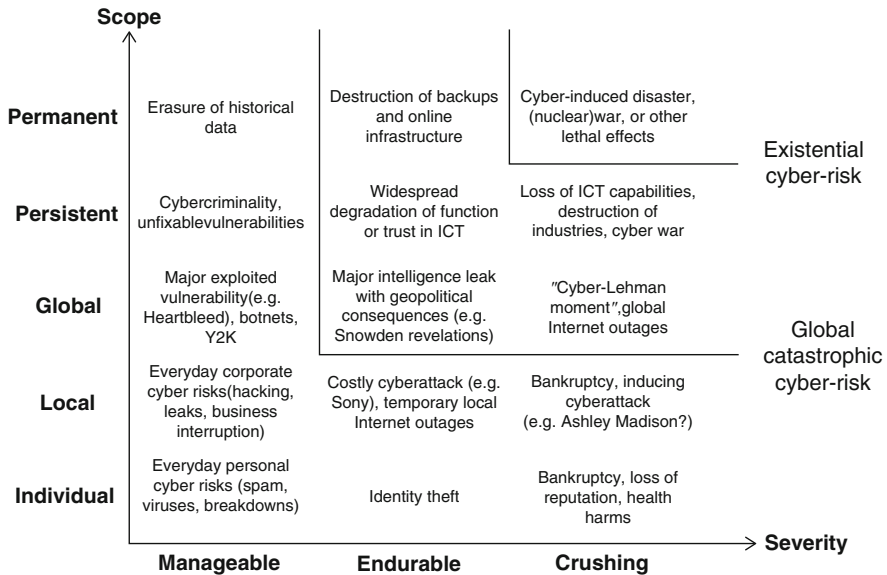 Scope
Permanent
Erasure of historical
data
Destruction of backups
and online
infrastructure
Cyber-induced disaster,
(nuclear)war, or other
lethal effects
Existential
cyber-risk
Persistent
Cybercriminality,
unfixablevulnerabilities
Widespread
degradation of function
or trust in ICT
Loss of ICT capabilities,
destruction of
industries, cyber war
Global
Major exploited
vulnerability(e.g.
Heartbleed), botnets,
Y2K
Major intelligence leak
with geopolitical
consequences (e.g.
Snowden revelations)
"Cyber-Lehman
moment",global
Internet outages
Global
catastrophic
cyber-risk
Local
Everyday corporate
cyber risks(hacking,
leaks, business
interruption)
Costly cyberattack (e.g.
Sony), temporary local
Internet outages
Bankruptcy, inducing
cyberattack
(e.g. Ashley Madison?)
Individual
Everyday personal
cyber risks (spam,
viruses, breakdowns)
Identity theft
Bankruptcy, loss of
reputation, health
harms
Severity
Manageable
Endurable
Crushing